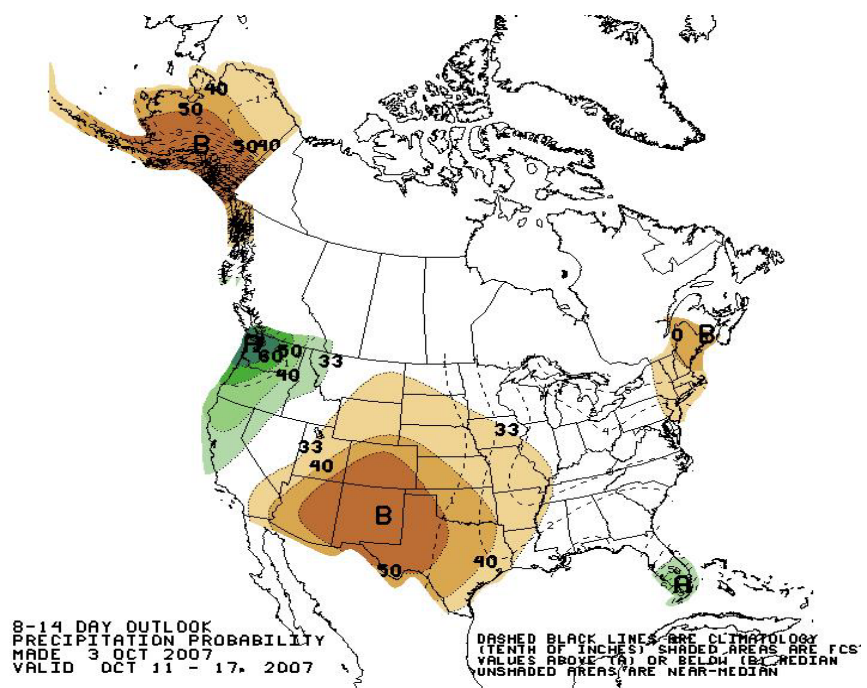 40
50
B
50 40
A
60 50
40
33
0 B
33
33
40
B
50
40
A
8-14 DAY OUTLOOK
PRECIPITATION PROBABILITY
MADE 3 OCT 2007
VALID OCT 11 - 17, 2007
DASHED BLACK LINES ARE CLIMATOLOGY
(TENTH OF INCHES) SHADED AREAS ARE FCST
VALUES ABOVE (A) OR BELOW (B) MEDIAN
UNSHADED AREAS ARE NEAR-MEDIAN